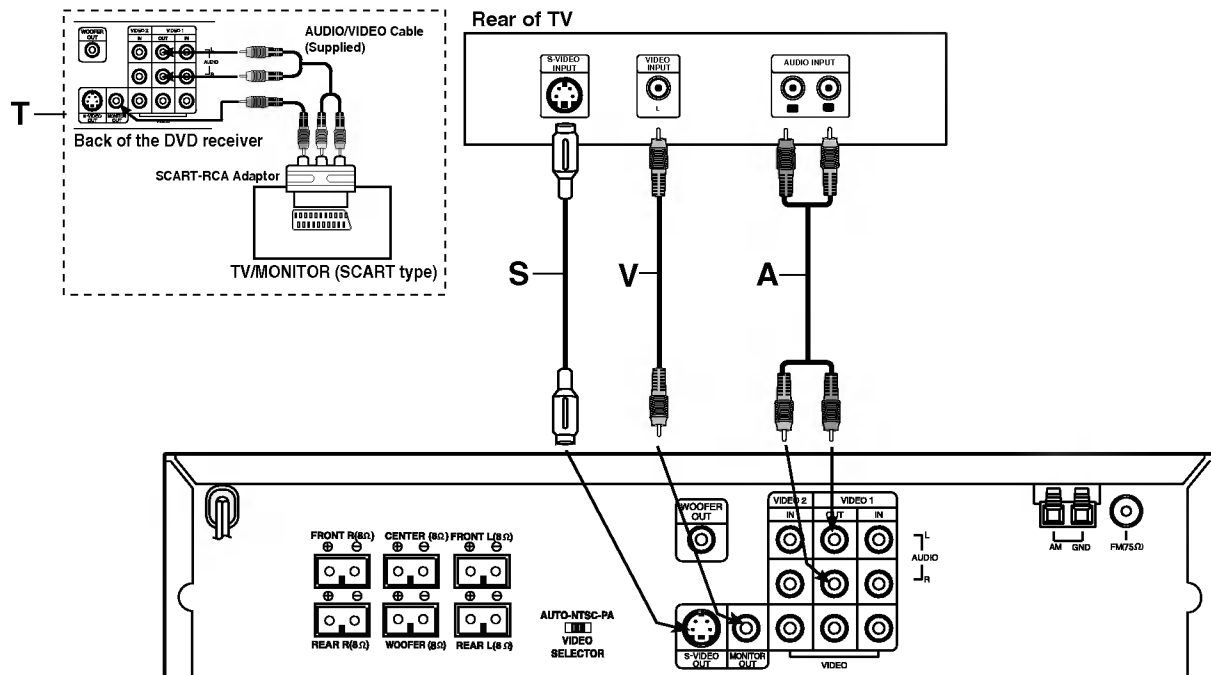 WOOFER
OUT
VIDEO 2
VIDEO 1
IN
OUT
IN
L
AUDIO
R
AUDIO/VIDEO Cable
(Supplied)
T
S-VIDEO
OUT
MONITOR
OUT
VIDEO
Back of the DVD receiver
SCART-RCA Adaptor
TV/MONITOR (SCART type)
Rear of TV
S-VIDEO
INPUT
VIDEO
INPUT
L
AUDIO INPUT
S
V
A
FRONT R(8Ω)
CENTER (8Ω)
FRONT L(8Ω)
REAR R(8Ω)
WOOFER (8Ω)
REAR L(8Ω)
AUTO-NTSC-PA
VIDEO
SELECTOR
WOOFER
OUT
VIDEO 2
VIDEO 1
IN
OUT
IN
L
AUDIO
R
S-VIDEO
OUT
MONITOR
OUT
VIDEO
AM
GND
FM(75Ω)